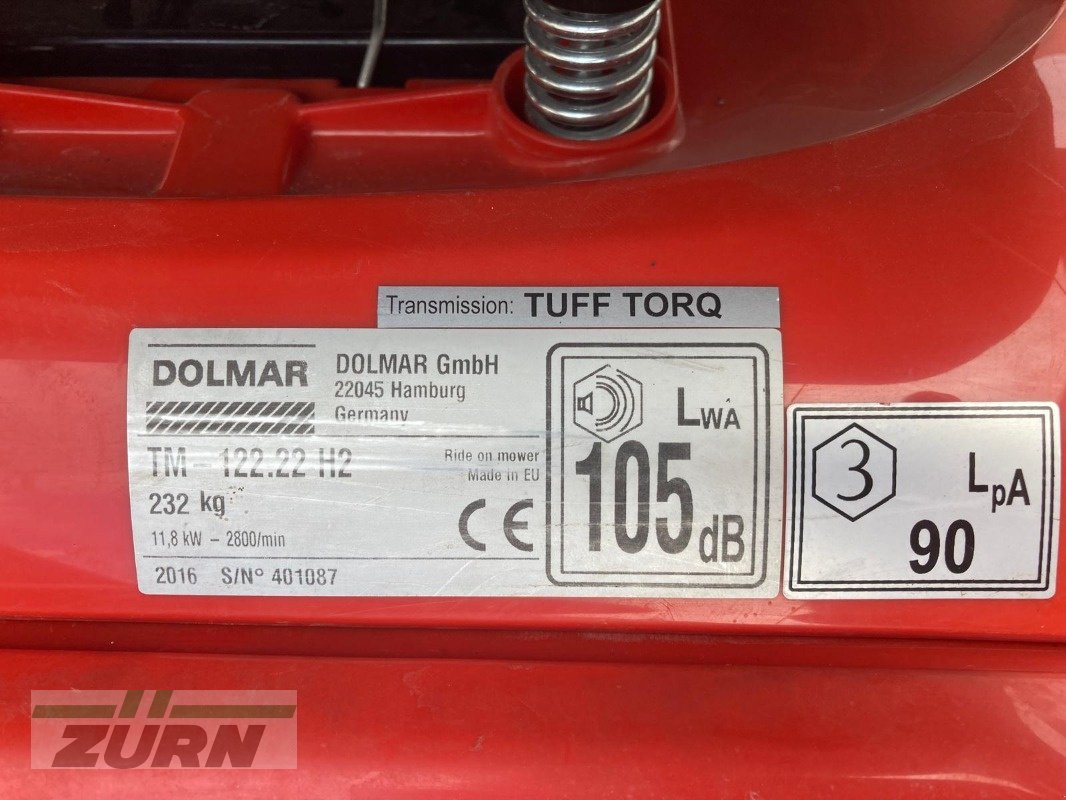 Transmission: TUFF TORQ
DOLMAR
DOLMAR GmbH
22045 Hamburg
Germany
TM - 122.22 H2
Ride on mower
Made in EU
232 kg
CE
11,8 kW - 2800/min
2016 S/N° 401087
LWA
105 dB
3
LpA
90
ZÜRN